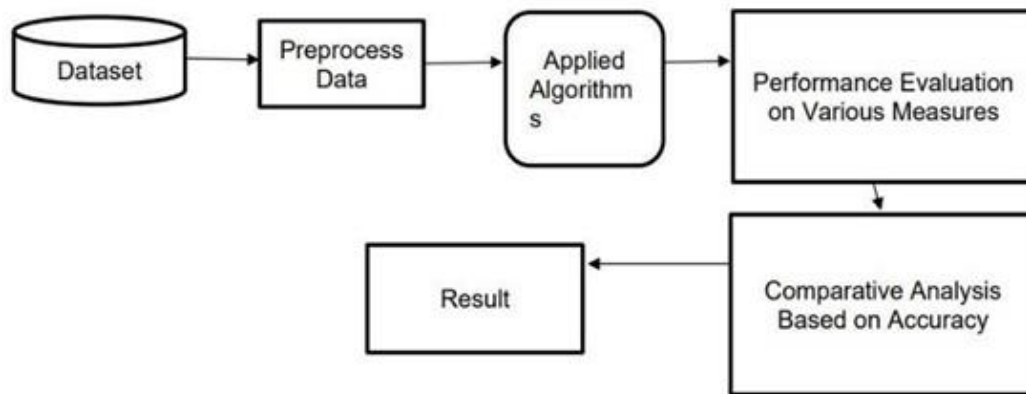 Dataset
Preprocess
Data
Applied
Algorithm
s
Performance Evaluation
on Various Measures
Result
Comparative Analysis
Based on Accuracy